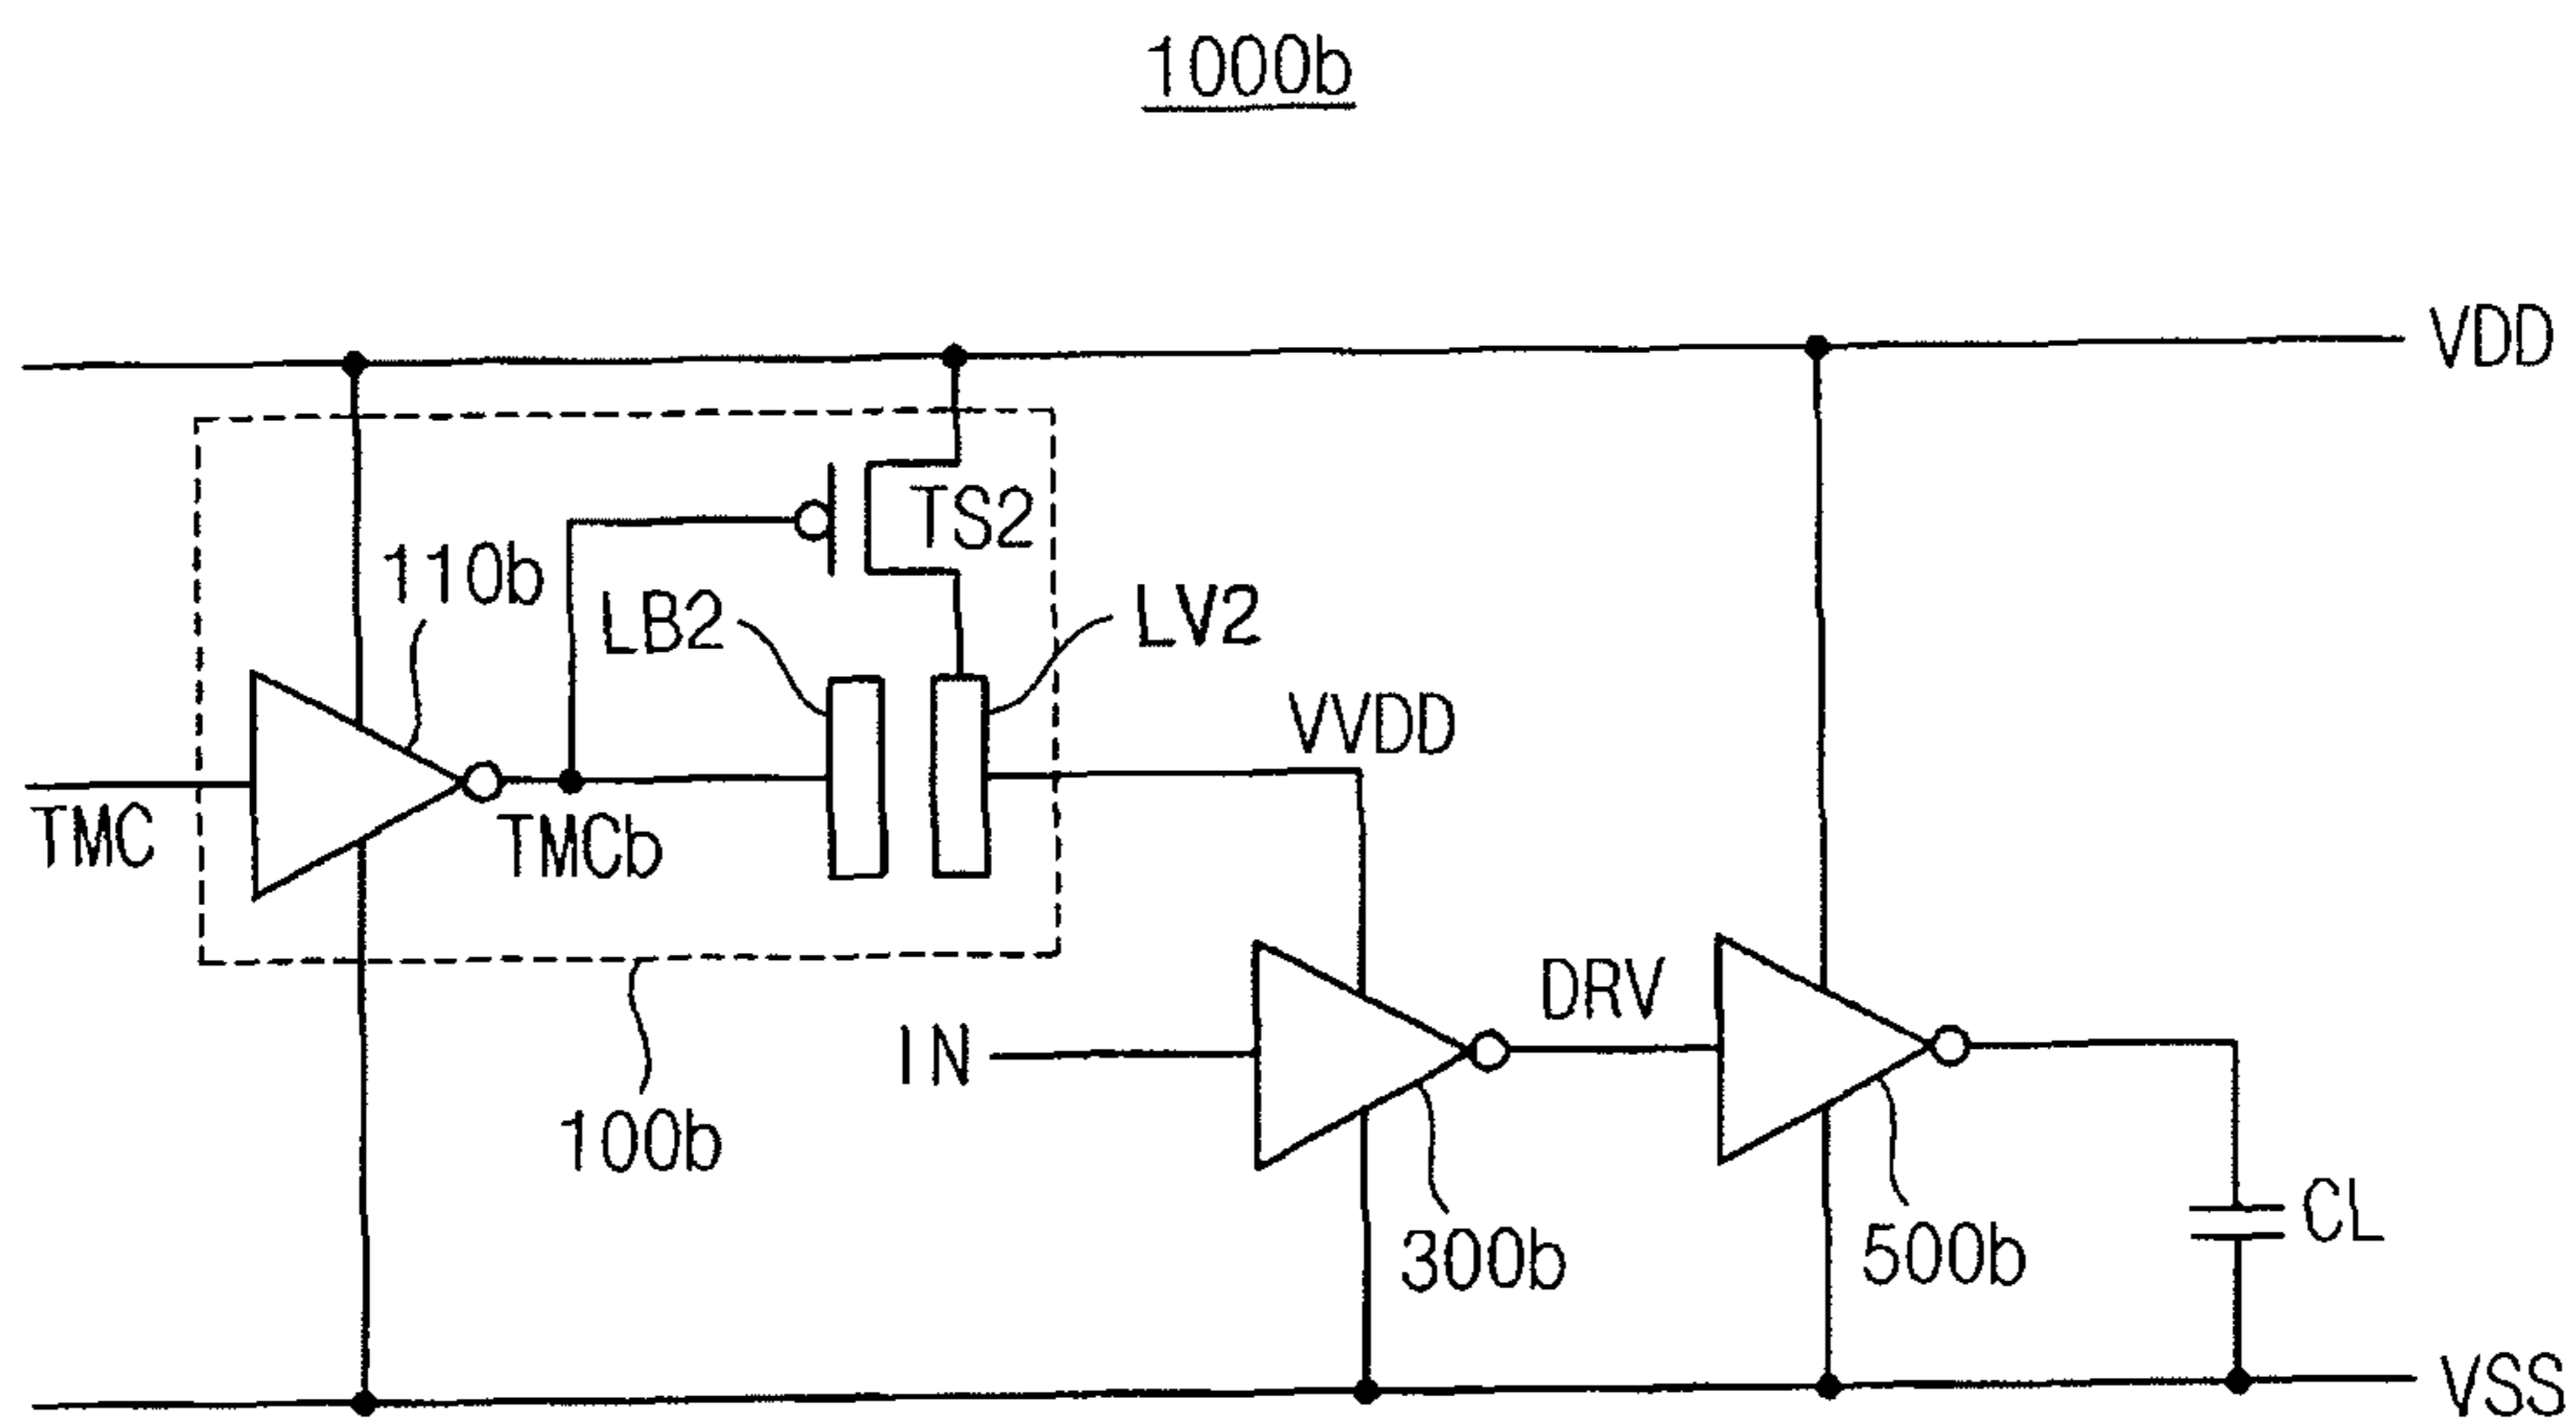 1000b
VDD
TS2
110b
LB2
LV2
VVDD
TMC
TMCb
DRV
IN
100b
300b
500b
CL
VSS